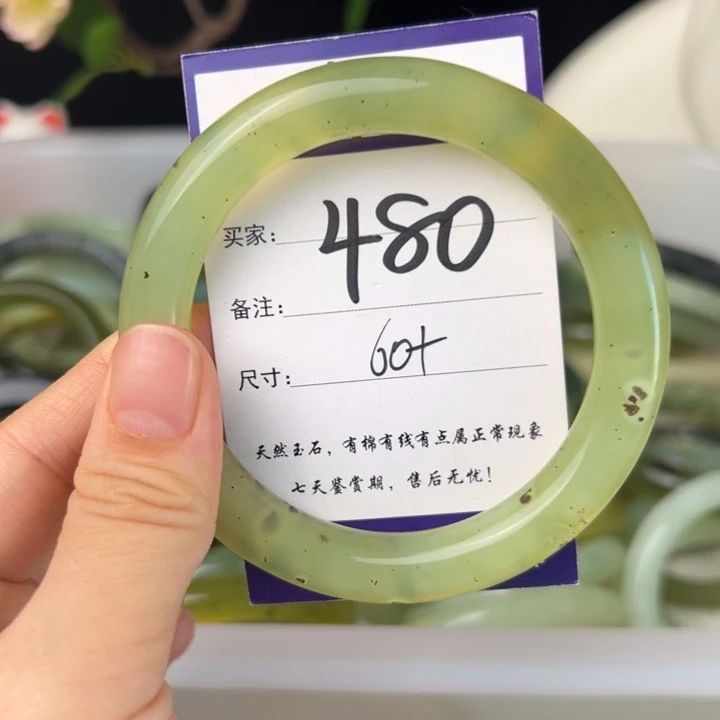 买家：480
备注：
尺寸：60+
天然玉石，有棉有线有点属正常现象
七天鉴赏期，售后无忧！